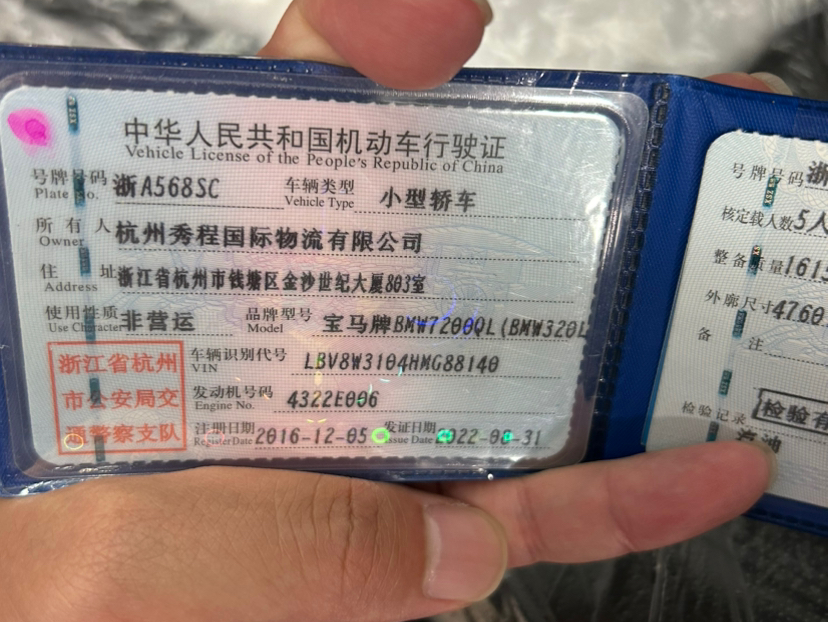 中华人民共和国机动车行驶证
Vehicle License of the People's Republic of China
号牌号码 浙A568SC 车辆类型 小型轿车
Plate No. Vehicle Type
所有人 杭州秀程国际物流有限公司
Owner
住址 浙江省杭州市钱塘区金沙世纪大厦803室
Address
使用性质 非营运 品牌型号 宝马牌BMW7200QL(BMW320L
Use Character Model
浙江省杭州
市公安局交
通警察支队
车辆识别代号 LBV8W3104HMG88140
VIN
发动机号码 4322E006
Engine No.
注册日期 2016-12-05 发证日期 2022-08-31
Register Date Issue Date
号牌号码 浙
核定载人数 5人
整备质量 1615
外廓尺寸 4760
备注
检验记录 检验有
汽油